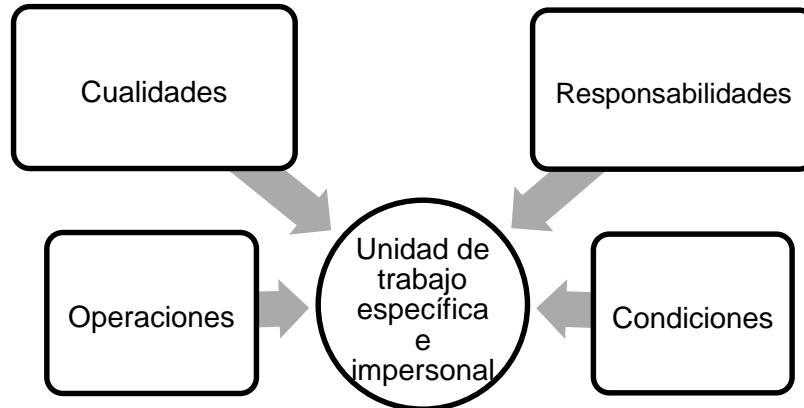 Cualidades
Responsabilidades
Operaciones
Unidad de
trabajo
específica
e
impersonal
Condiciones